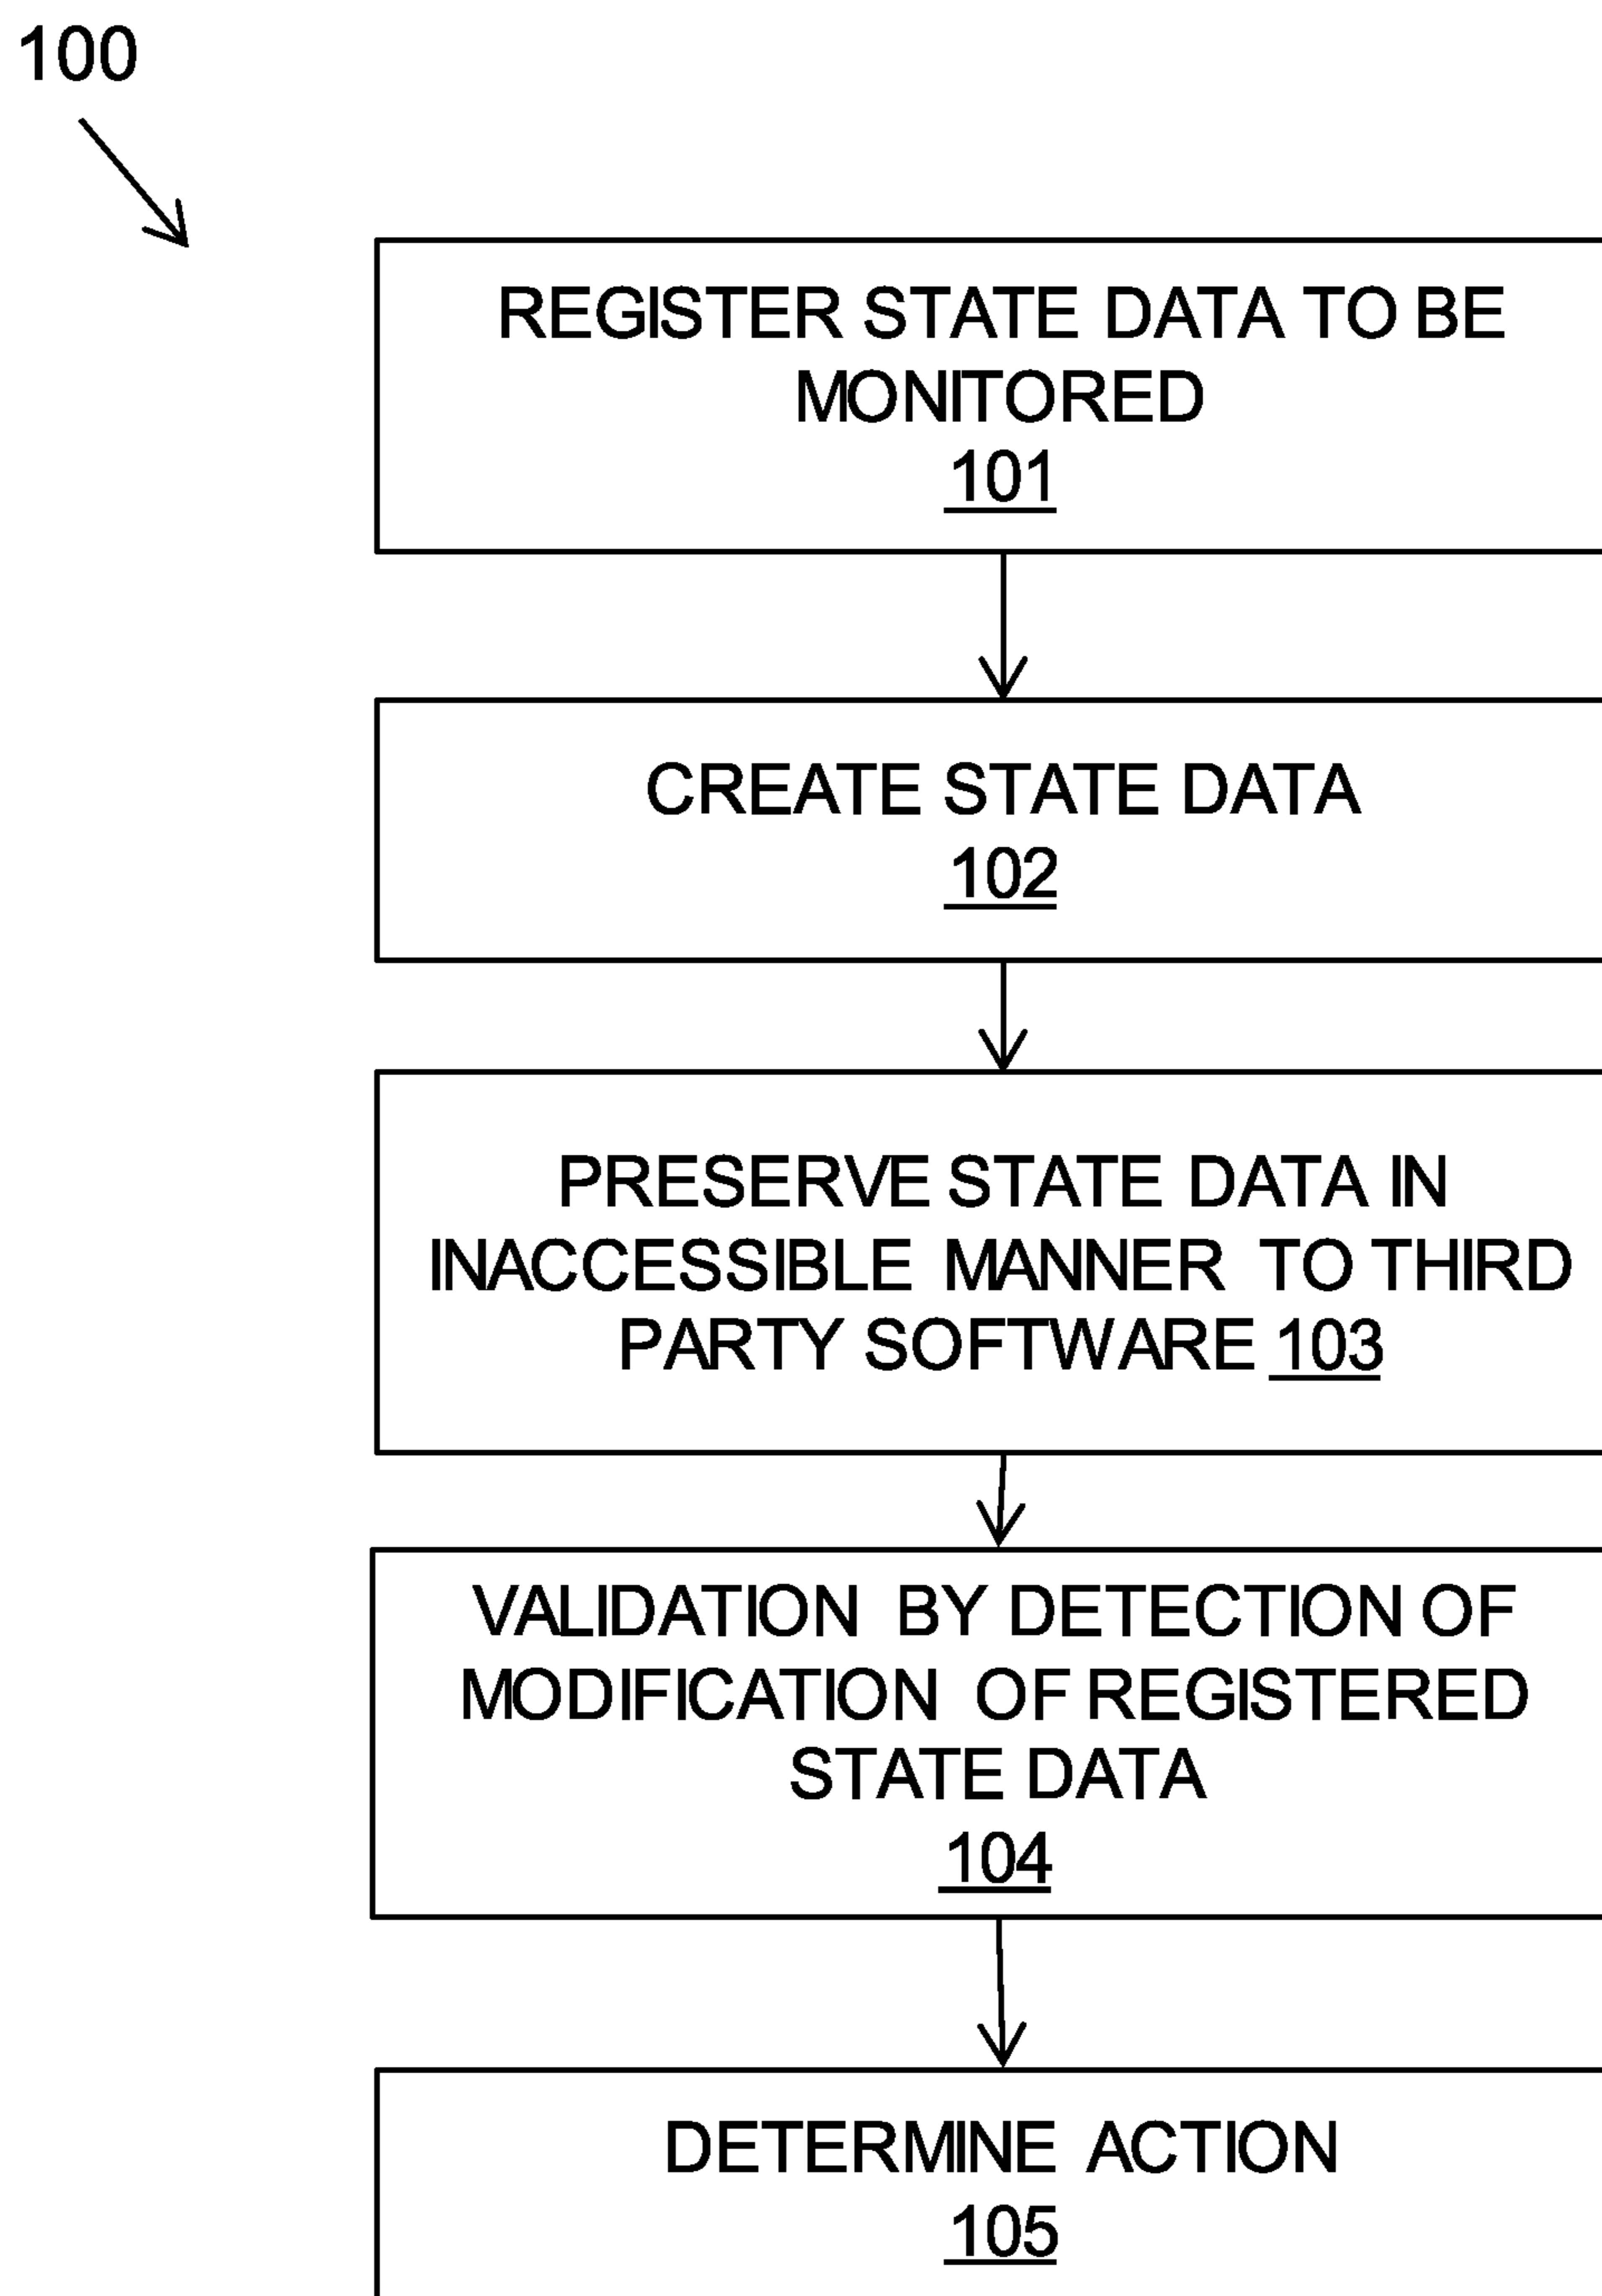 100
REGISTER STATE DATA TO BE
MONITORED
101
CREATE STATE DATA
102
PRESERVE STATE DATA IN
INACCESSIBLE MANNER TO THIRD
PARTY SOFTWARE 103
VALIDATION BY DETECTION OF
MODIFICATION OF REGISTERED
STATE DATA
104
DETERMINE ACTION
105